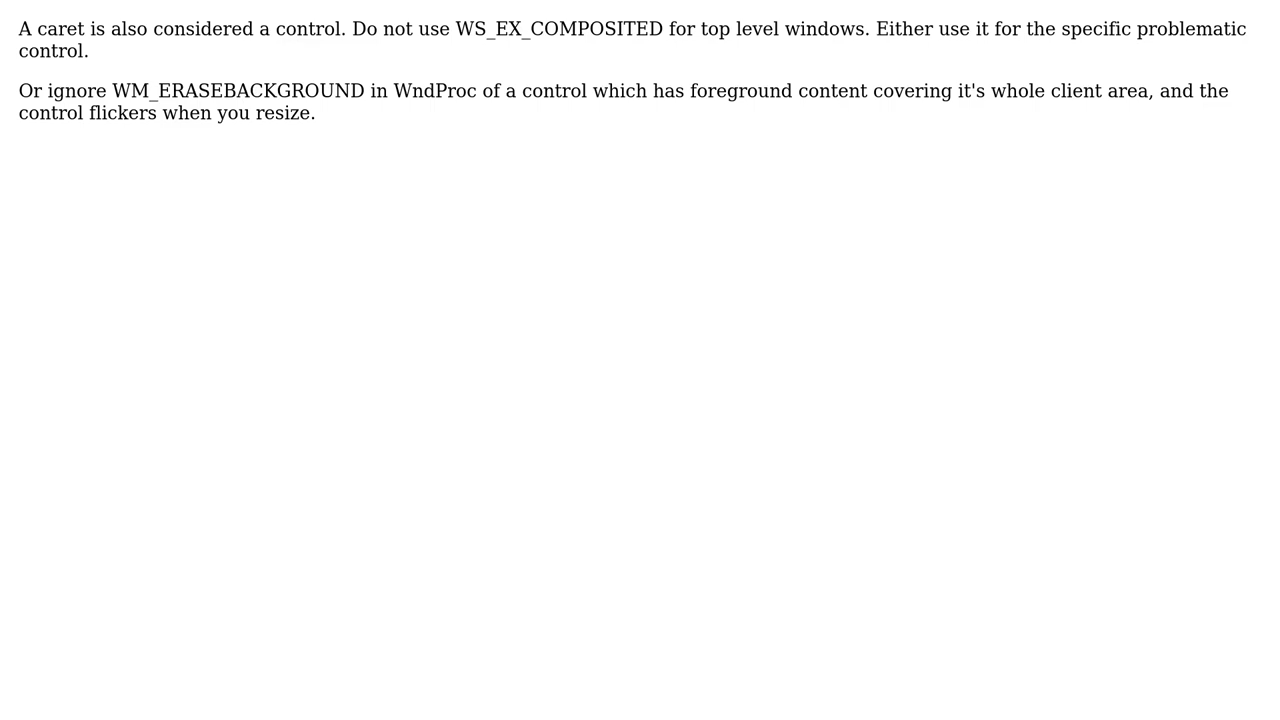 A caret is also considered a control. Do not use WS_EX_COMPOSITED for top level windows. Either use it for the specific problematic
control.
Or ignore WM_ERASEBACKGROUND in WndProc of a control which has foreground content covering it's whole client area, and the
control flickers when you resize.